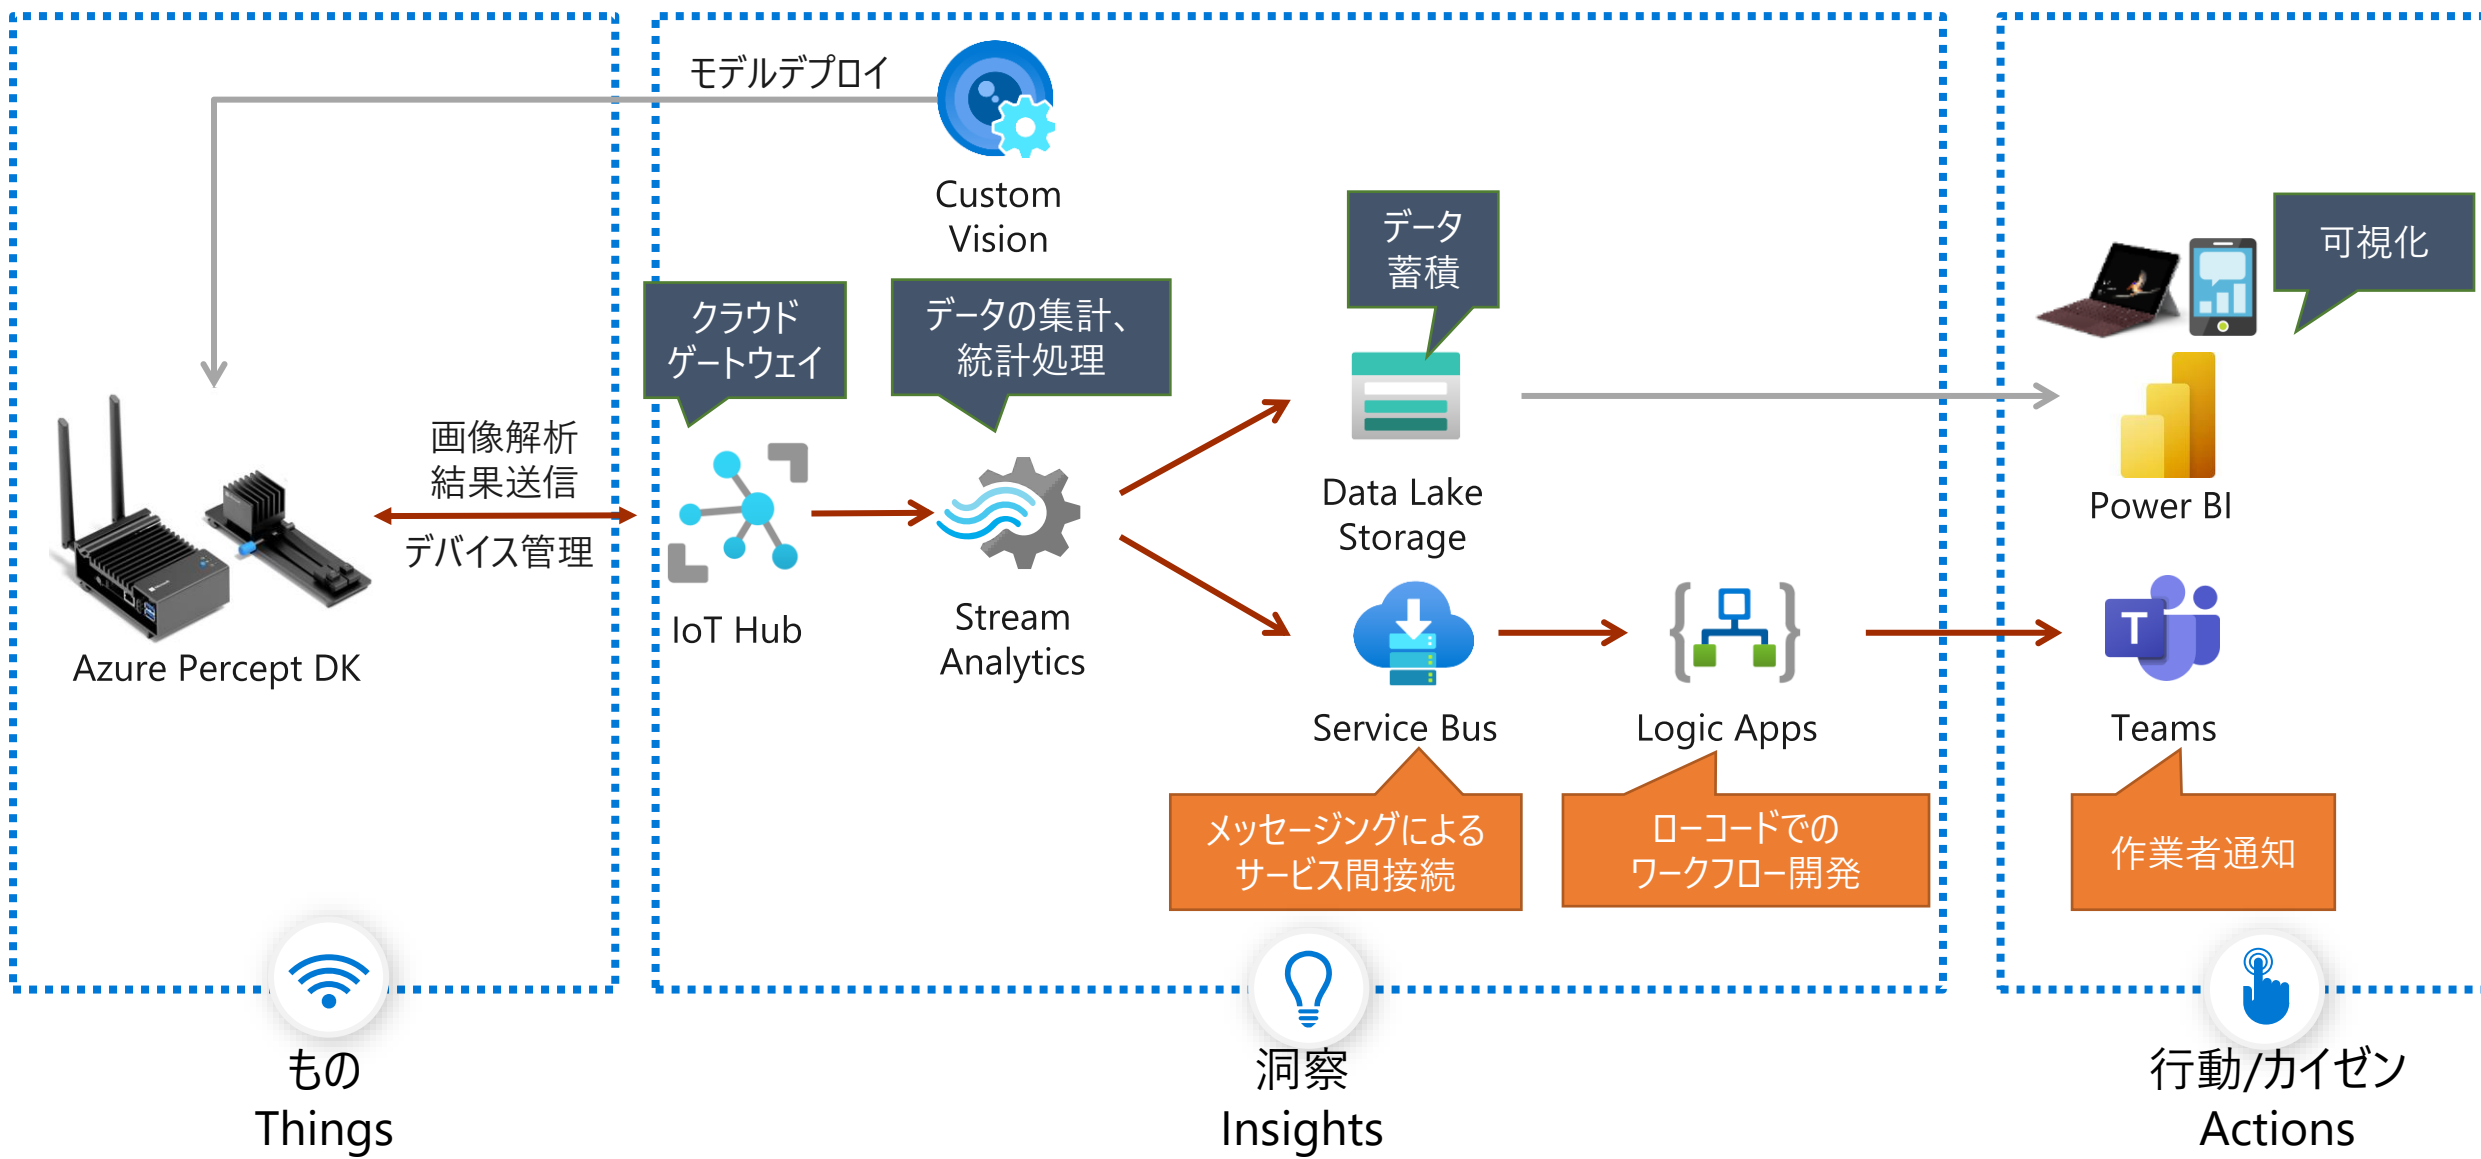 モデルデプロイ
Custom
Vision
データ
蓄積
可視化
クラウド
ゲートウェイ
データの集計、
統計処理
画像解析
結果送信
デバイス管理
Azure Percept DK
IoT Hub
Stream
Analytics
Data Lake
Storage
Power BI
Service Bus
Logic Apps
T
Teams
メッセージングによる
サービス間接続
ローコードでの
ワークフロー開発
作業者通知
もの
Things
洞察
Insights
行動/カイゼン
Actions